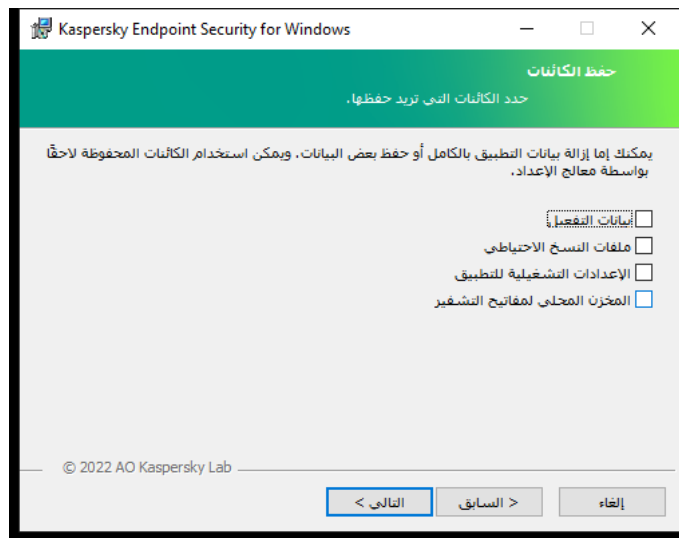 Kaspersky Endpoint Security for Windows
حفظ الكائنات
حدد الكائنات التي تريد حفظها.
يمكنك إما إزالة بيانات التطبيق بالكامل أو حفظ بعض البيانات. ويمكن استخدام الكائنات المحفوظة لاحقًا
بواسطة معالج الإعداد.
بيانات التفعيل
ملفات النسخ الاحتياطي
الإعدادات التشغيلية للتطبيق
المخزن المحلي لمفاتيح التشفير
© 2022 AO Kaspersky Lab
التالي >
< السابق
إلغاء